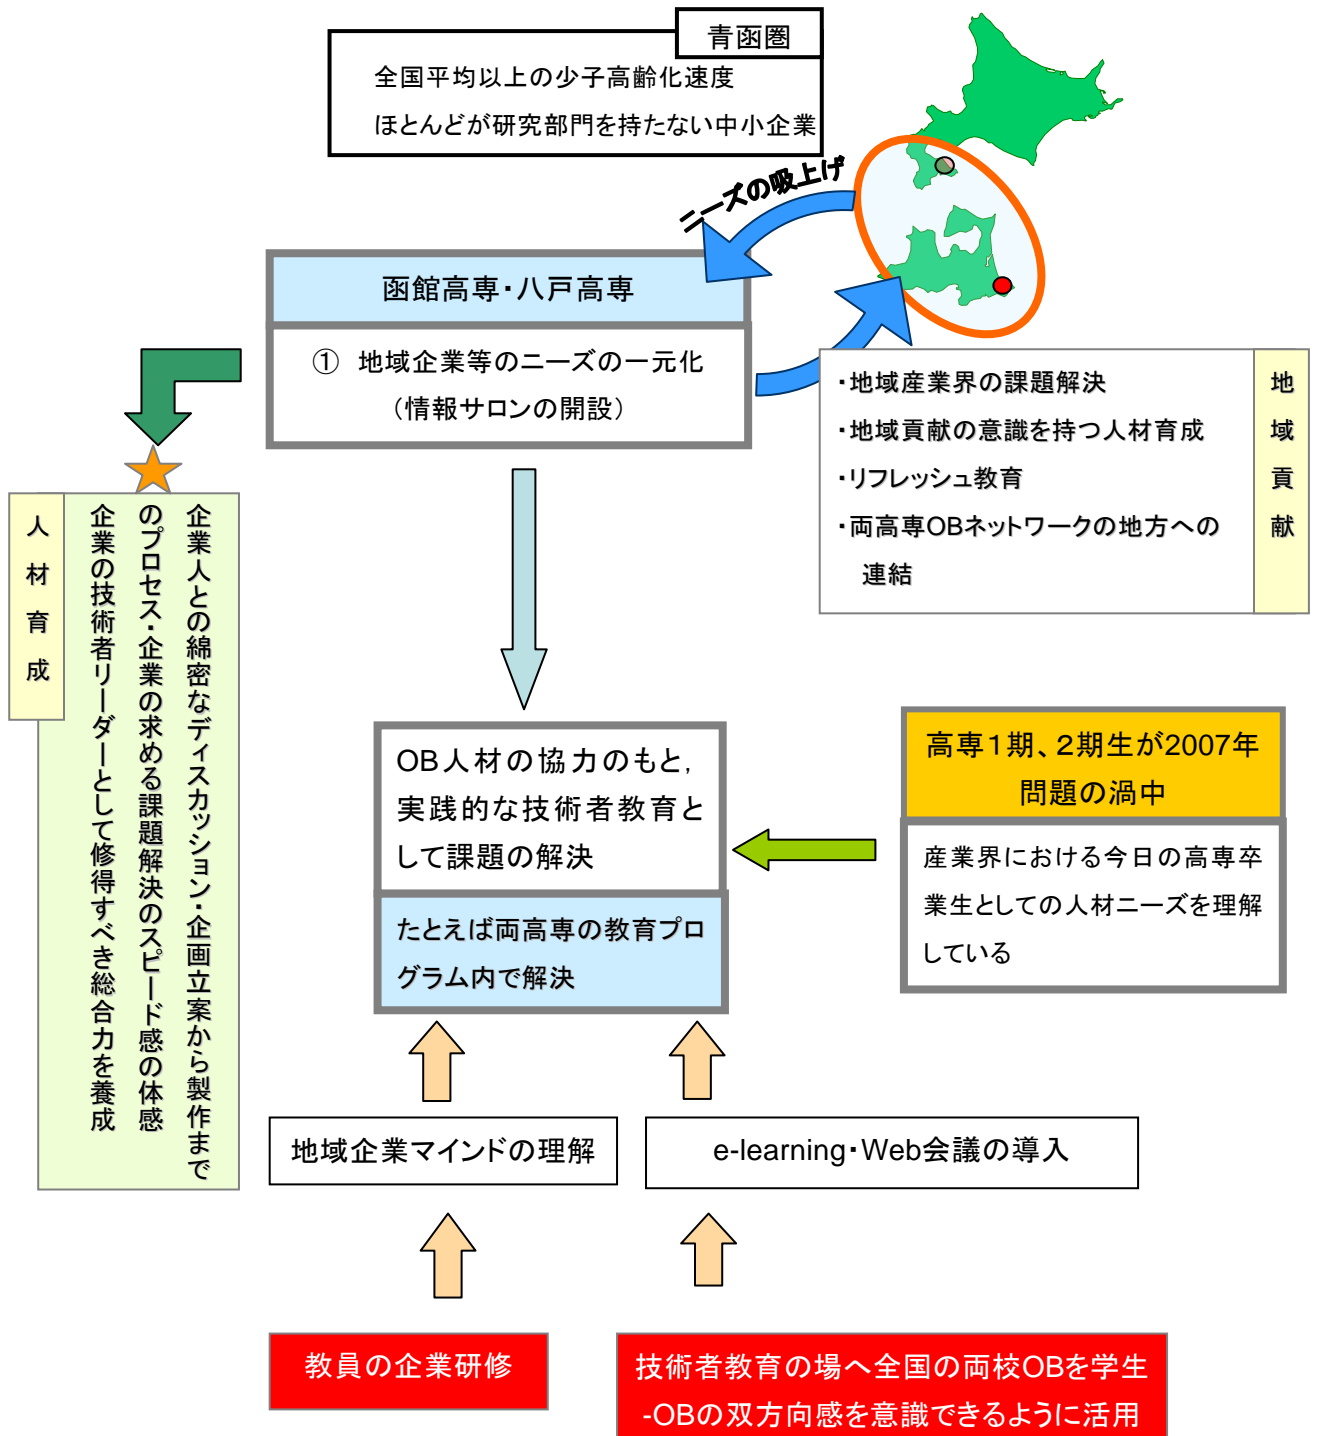 青函圏
全国平均以上の少子高齢化速度
ほとんどが研究部門を持たない中小企業
ニーズの吸上げ
函館高専・八戸高専
① 地域企業等のニーズの一元化
（情報サロンの開設）
・地域産業界の課題解決
・地域貢献の意識を持つ人材育成
・リフレッシュ教育
・両高専OBネットワークの地方への
連結
地域貢献
人材育成
企業人との綿密なディスカッション・企画立案から製作まで
のプロセス・企業の求める課題解決のスピード感の体感
企業の技術者リーダーとして修得すべき総合力を養成
OB人材の協力のもと，
実践的な技術者教育と
して課題の解決
たとえば両高専の教育プロ
グラム内で解決
高専１期、２期生が2007年
問題の渦中
産業界における今日の高専卒
業生としての人材ニーズを理解
している
地域企業マインドの理解
e-learning・Web会議の導入
教員の企業研修
技術者教育の場へ全国の両校OBを学生
-OBの双方向感を意識できるように活用